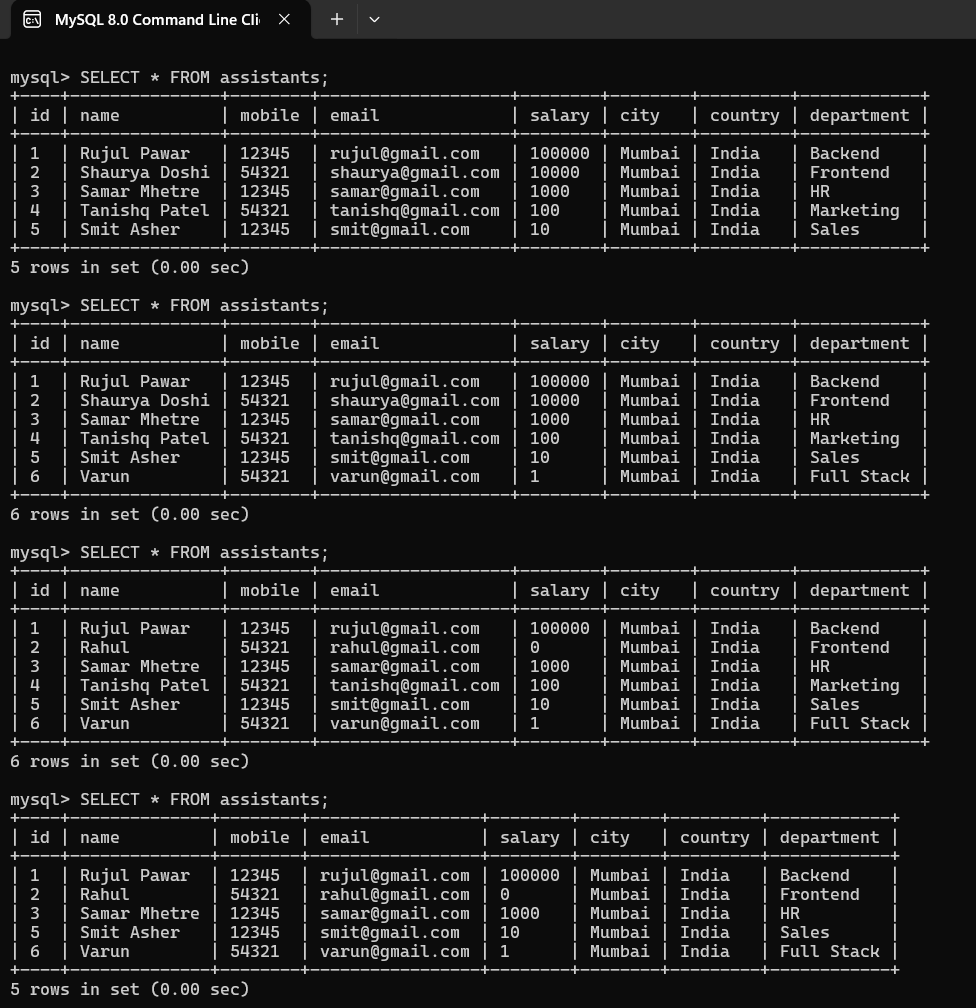 MySQL 8.0 Command Line Cli
mysql> SELECT * FROM assistants;
| id | name | mobile | email | salary | city | country | department |
| 1 | Rujul Pawar | 12345 | rujul@gmail.com | 100000 | Mumbai | India | Backend |
| 2 | Shaurya Doshi | 54321 | shaurya@gmail.com | 10000 | Mumbai | India | Frontend |
| 3 | Samar Mhetre | 12345 | samar@gmail.com | 1000 | Mumbai | India | HR |
| 4 | Tanishq Patel | 54321 | tanishq@gmail.com | 100 | Mumbai | India | Marketing |
| 5 | Smit Asher | 12345 | smit@gmail.com | 10 | Mumbai | India | Sales |
5 rows in set (0.00 sec)
mysql> SELECT * FROM assistants;
| id | name | mobile | email | salary | city | country | department |
| 1 | Rujul Pawar | 12345 | rujul@gmail.com | 100000 | Mumbai | India | Backend |
| 2 | Shaurya Doshi | 54321 | shaurya@gmail.com | 10000 | Mumbai | India | Frontend |
| 3 | Samar Mhetre | 12345 | samar@gmail.com | 1000 | Mumbai | India | HR |
| 4 | Tanishq Patel | 54321 | tanishq@gmail.com | 100 | Mumbai | India | Marketing |
| 5 | Smit Asher | 12345 | smit@gmail.com | 10 | Mumbai | India | Sales |
| 6 | Varun | 54321 | varun@gmail.com | 1 | Mumbai | India | Full Stack |
6 rows in set (0.00 sec)
mysql> SELECT * FROM assistants;
| id | name | mobile | email | salary | city | country | department |
| 1 | Rujul Pawar | 12345 | rujul@gmail.com | 100000 | Mumbai | India | Backend |
| 2 | Rahul | 54321 | rahul@gmail.com | 0 | Mumbai | India | Frontend |
| 3 | Samar Mhetre | 12345 | samar@gmail.com | 1000 | Mumbai | India | HR |
| 4 | Tanishq Patel | 54321 | tanishq@gmail.com | 100 | Mumbai | India | Marketing |
| 5 | Smit Asher | 12345 | smit@gmail.com | 10 | Mumbai | India | Sales |
| 6 | Varun | 54321 | varun@gmail.com | 1 | Mumbai | India | Full Stack |
6 rows in set (0.00 sec)
mysql> SELECT * FROM assistants;
| id | name | mobile | email | salary | city | country | department |
| 1 | Rujul Pawar | 12345 | rujul@gmail.com | 100000 | Mumbai | India | Backend |
| 2 | Rahul | 54321 | rahul@gmail.com | 0 | Mumbai | India | Frontend |
| 3 | Samar Mhetre | 12345 | samar@gmail.com | 1000 | Mumbai | India | HR |
| 5 | Smit Asher | 12345 | smit@gmail.com | 10 | Mumbai | India | Sales |
| 6 | Varun | 54321 | varun@gmail.com | 1 | Mumbai | India | Full Stack |
5 rows in set (0.00 sec)